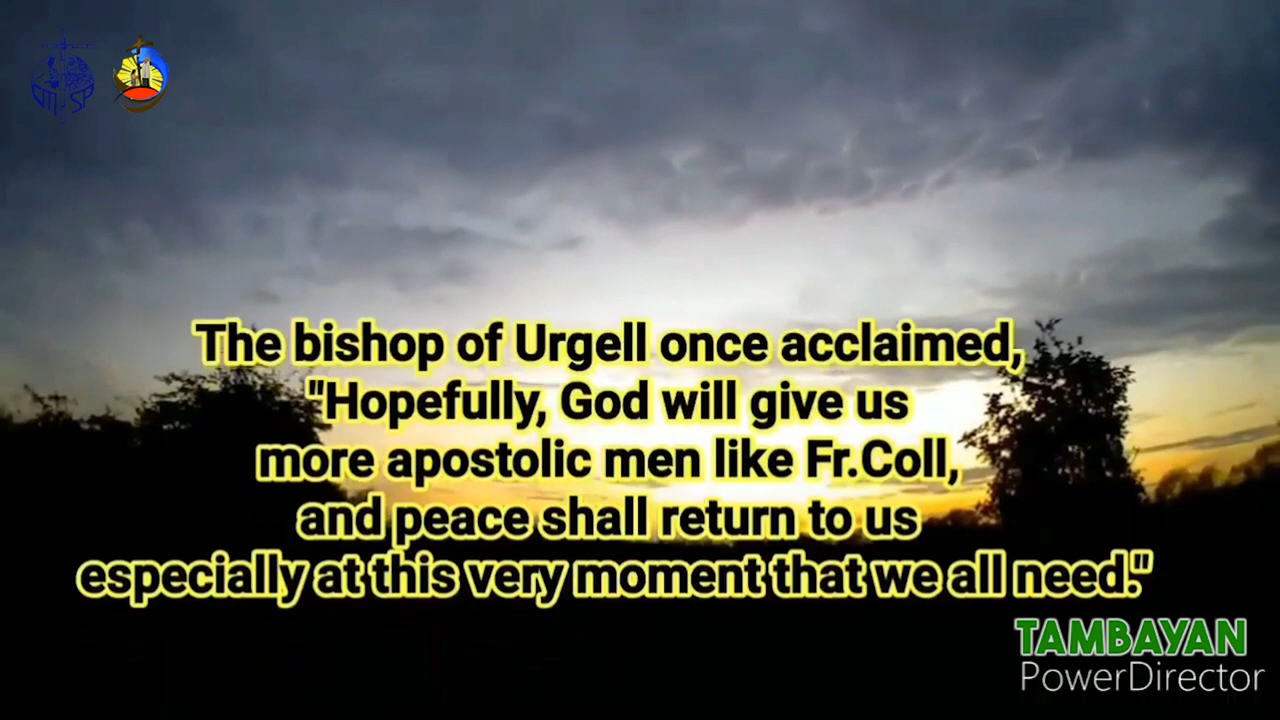 The bishop of Urgell once acclaimed,
"Hopefully, God will give us
more apostolic men like Fr.Coll,
and peace shall return to us
especially at this very moment that we all need."
TAMBAYAN
PowerDirector